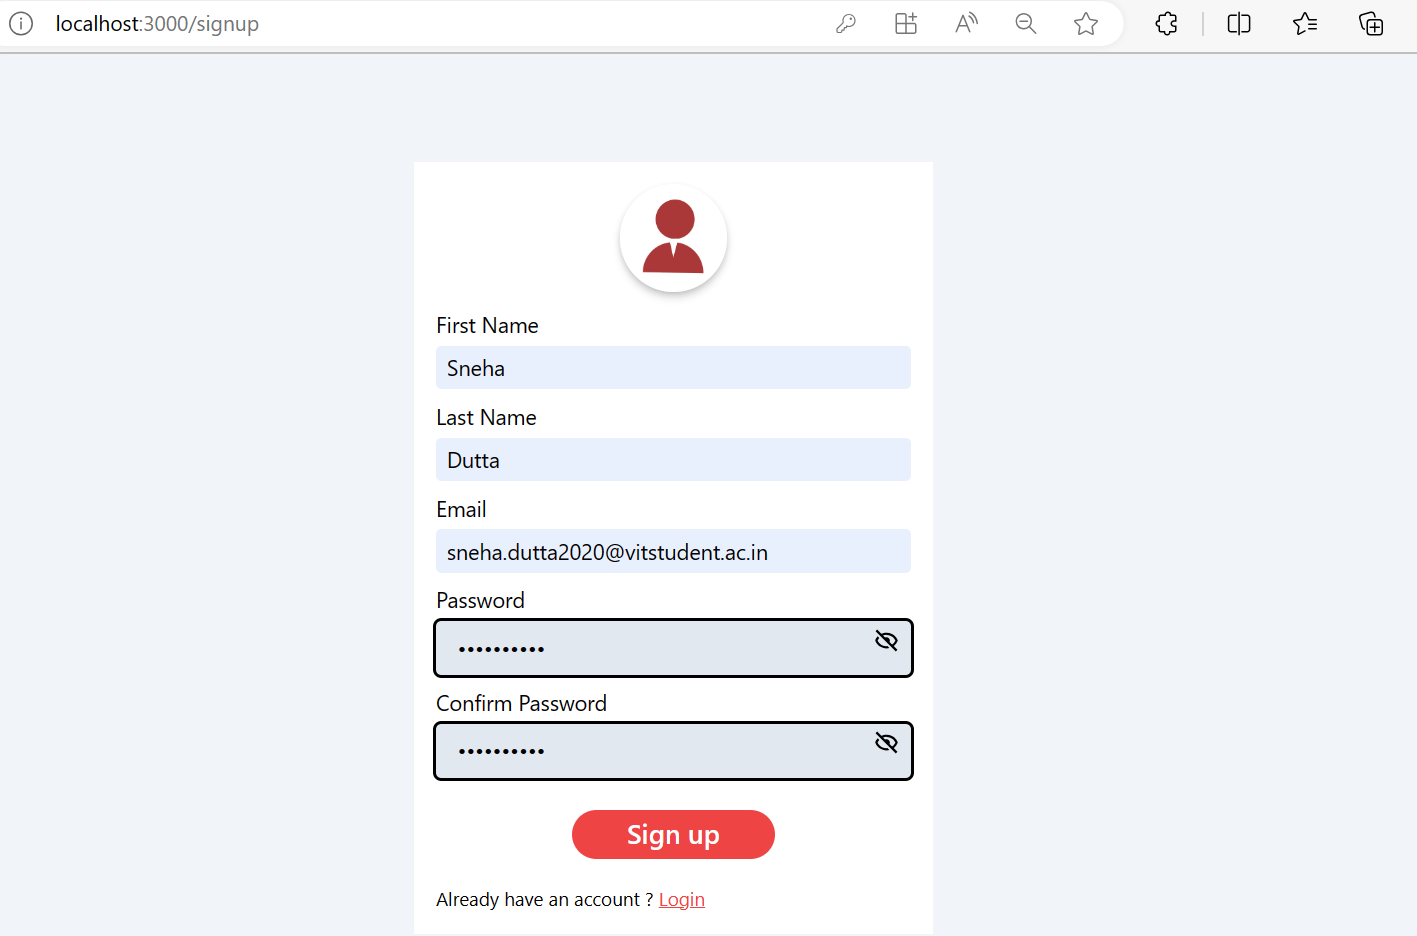 localhost:3000/signup
First Name
Sneha
Last Name
Dutta
Email
sneha.dutta2020@vitstudent.ac.in
Password
••••••••••
Confirm Password
••••••••••
Sign up
Already have an account ? Login